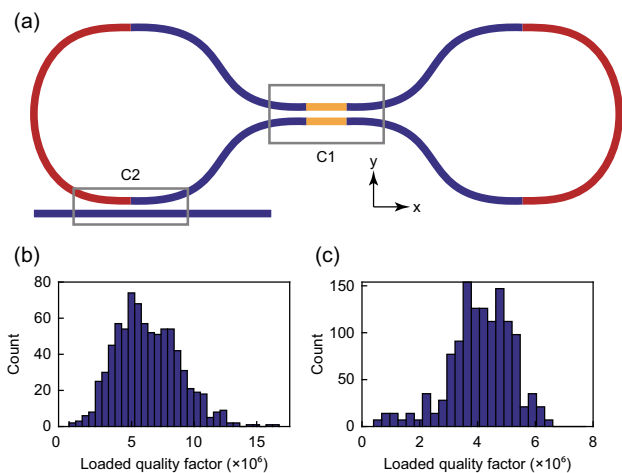 (a)
C1
C2
y
x
(b)
80
60
40
20
0
5
10
15
Count
Loaded quality factor (×10⁶)
(c)
150
100
50
0
0
2
4
6
8
Count
Loaded quality factor (×10⁶)